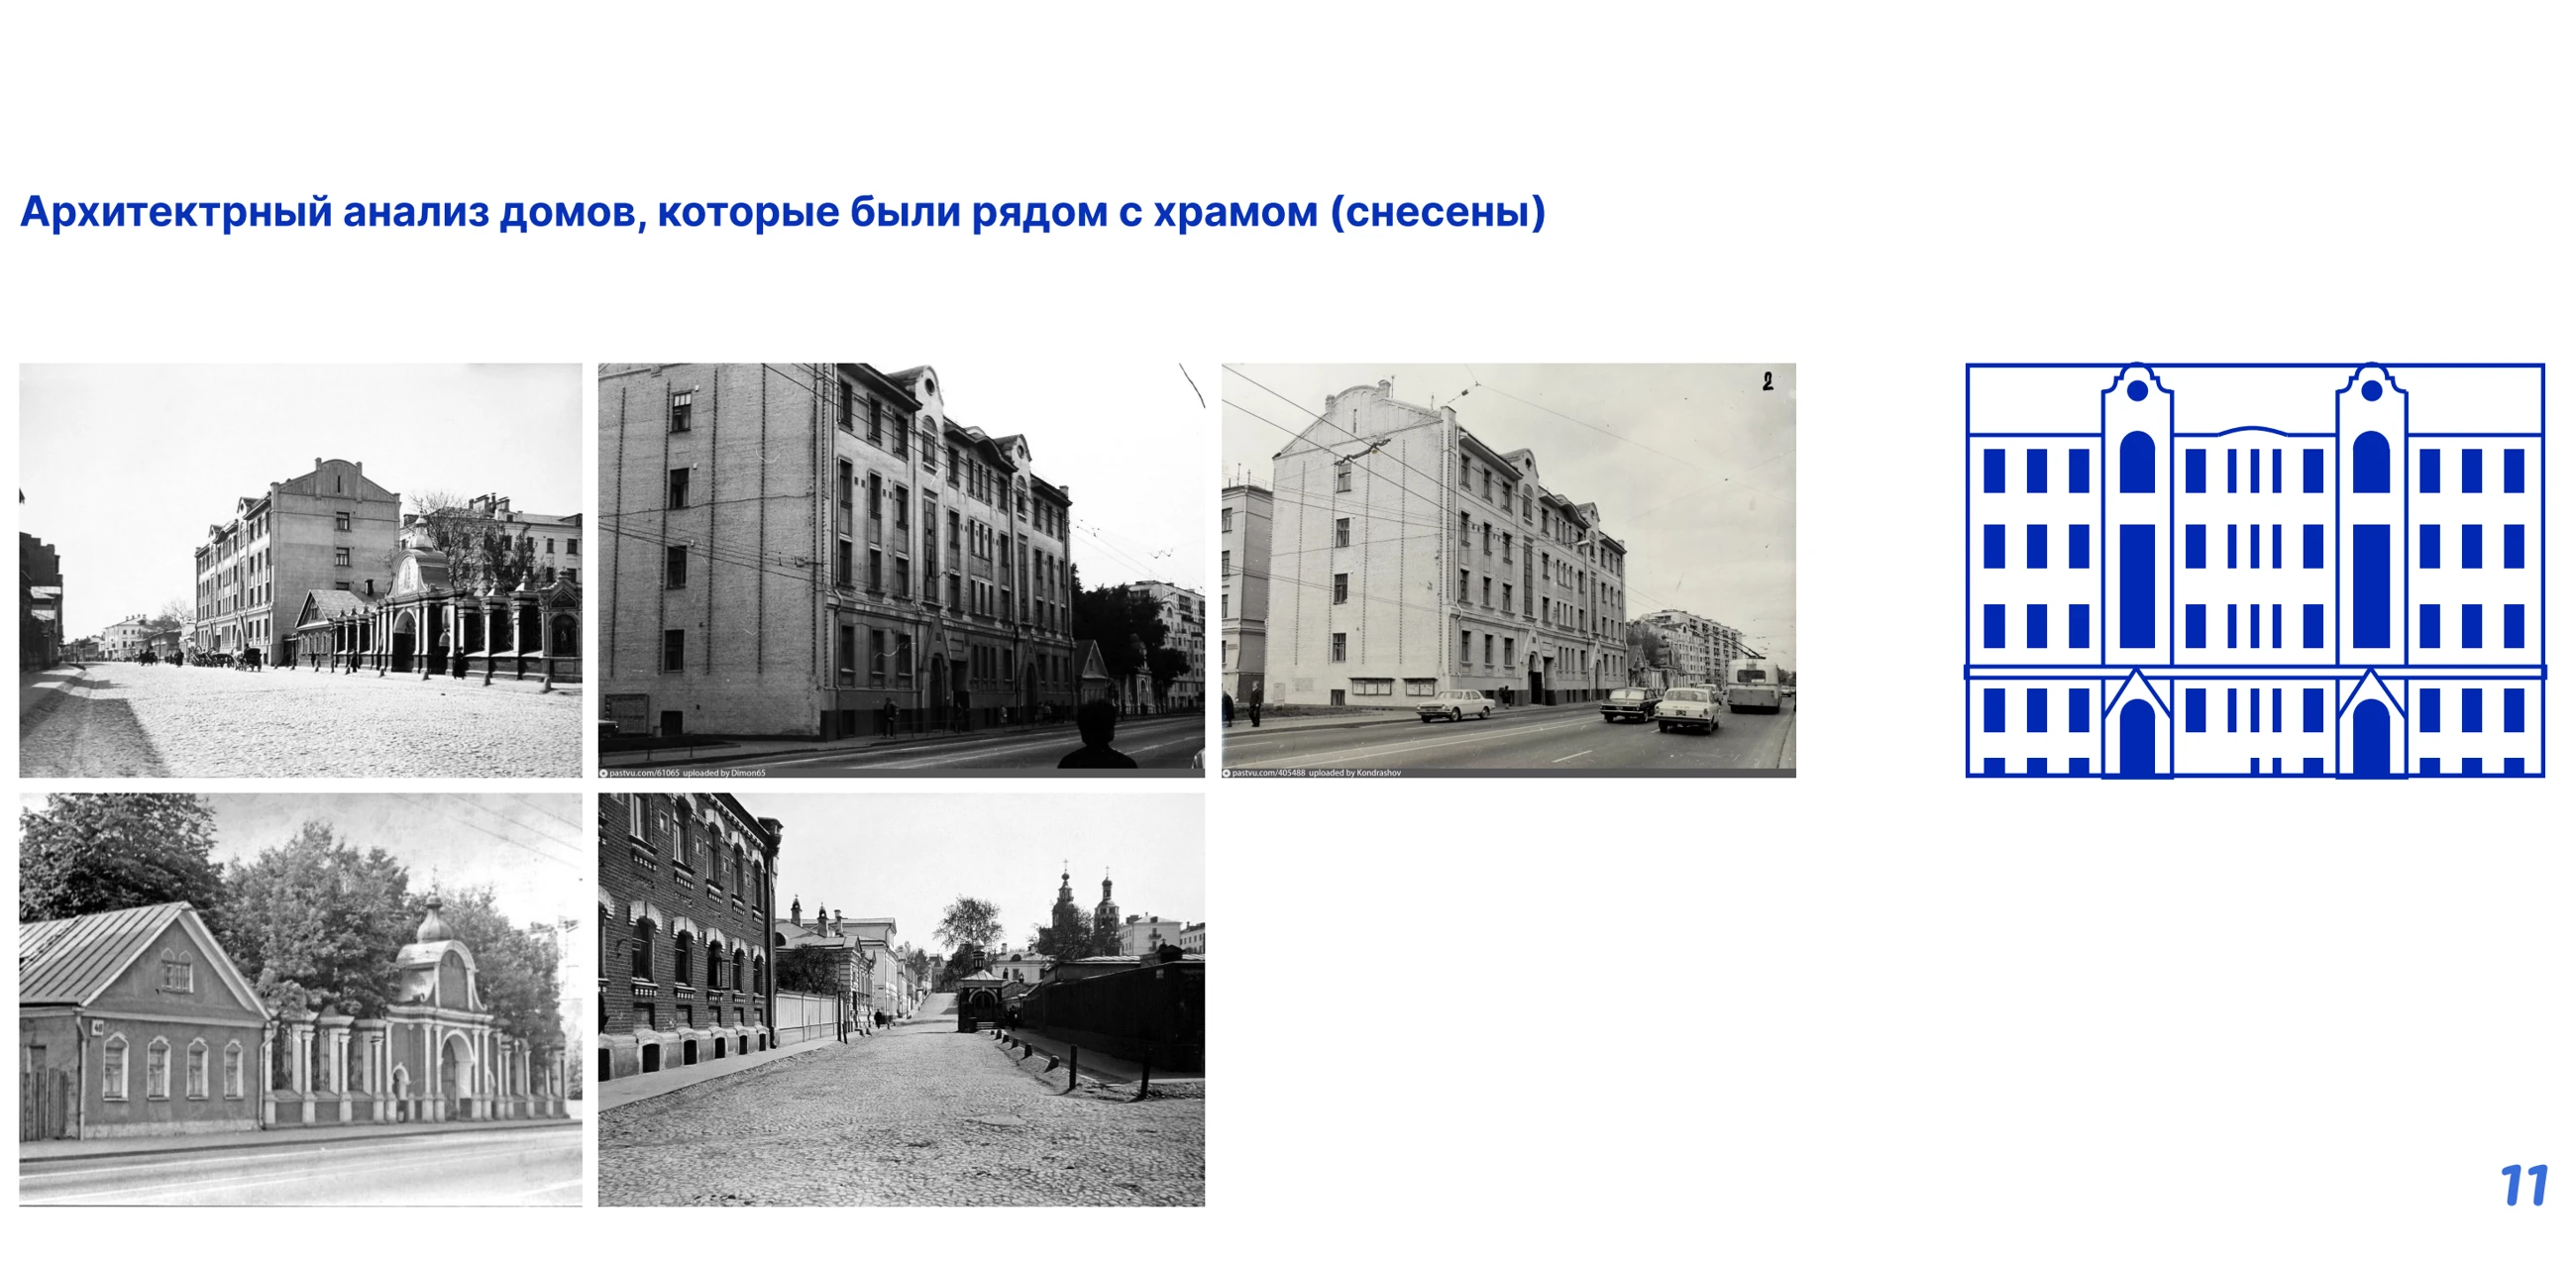 Архитектрный анализ домов, которые были рядом с храмом (снесены)
2
pastvu.com/61065 uploaded by Dimon65
pastvu.com/405488 uploaded by Kondrashov
40
11